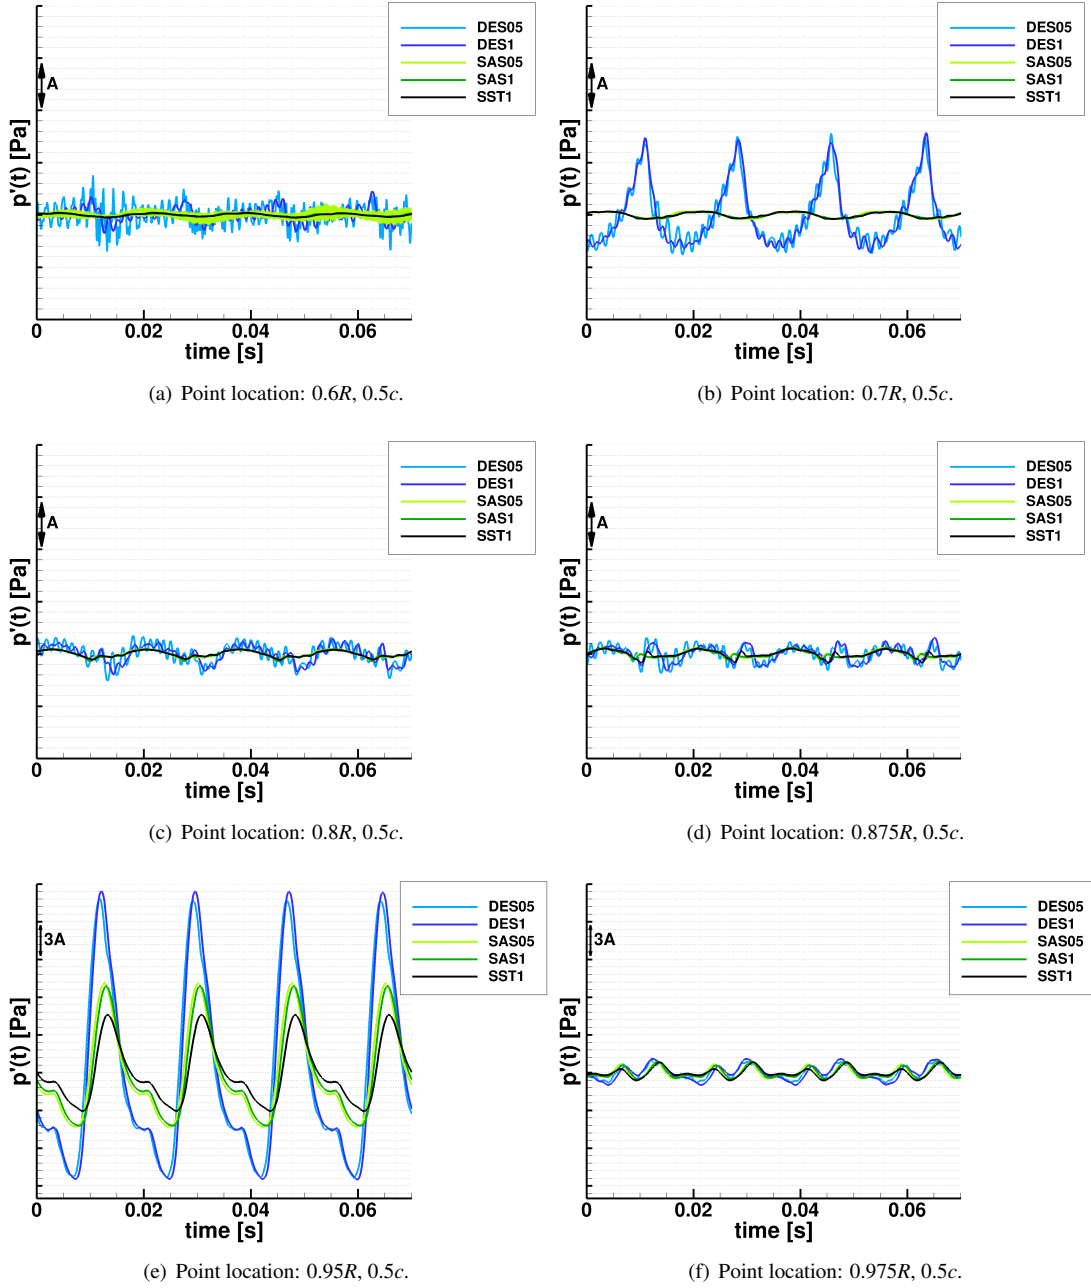 DES05
DES1
SAS05
SAS1
SST1
A
p'(t) [Pa]
0 0.02 0.04 0.06
time [s]
(a) Point location: 0.6R, 0.5c.
DES05
DES1
SAS05
SAS1
SST1
A
p'(t) [Pa]
0 0.02 0.04 0.06
time [s]
(b) Point location: 0.7R, 0.5c.
DES05
DES1
SAS05
SAS1
SST1
A
p'(t) [Pa]
0 0.02 0.04 0.06
time [s]
(c) Point location: 0.8R, 0.5c.
DES05
DES1
SAS05
SAS1
SST1
A
p'(t) [Pa]
0 0.02 0.04 0.06
time [s]
(d) Point location: 0.875R, 0.5c.
DES05
DES1
SAS05
SAS1
SST1
3A
p'(t) [Pa]
0 0.02 0.04 0.06
time [s]
(e) Point location: 0.95R, 0.5c.
DES05
DES1
SAS05
SAS1
SST1
3A
p'(t) [Pa]
0 0.02 0.04 0.06
time [s]
(f) Point location: 0.975R, 0.5c.